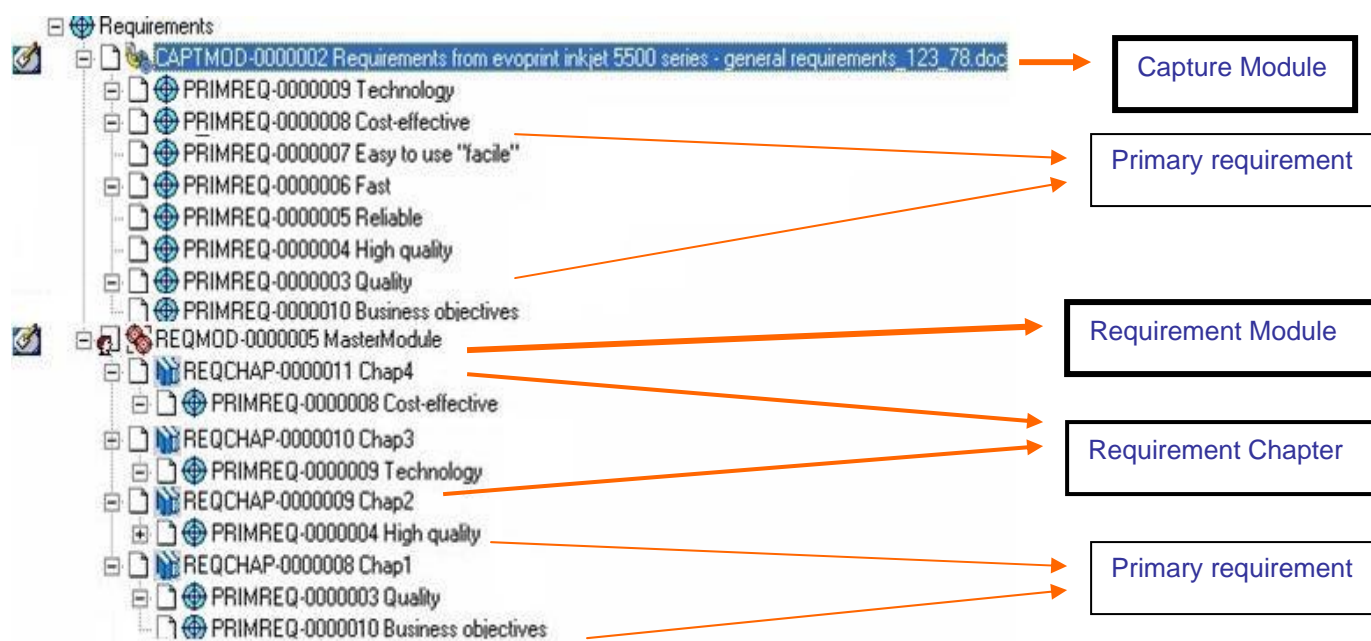 Requirements
CAPTMOD-0000002 Requirements from evoprint inkjet 5500 series - general requirements_123_78.doc
Capture Module
PRIMREQ-0000009 Technology
PRIMREQ-0000008 Cost-effective
PRIMREQ-0000007 Easy to use "facile"
Primary requirement
PRIMREQ-0000006 Fast
PRIMREQ-0000005 Reliable
PRIMREQ-0000004 High quality
PRIMREQ-0000003 Quality
PRIMREQ-0000010 Business objectives
REQMOD-0000005 MasterModule
Requirement Module
REQCHAP-0000011 Chap4
PRIMREQ-0000008 Cost-effective
REQCHAP-0000010 Chap3
Requirement Chapter
PRIMREQ-0000009 Technology
REQCHAP-0000009 Chap2
PRIMREQ-0000004 High quality
REQCHAP-0000008 Chap1
Primary requirement
PRIMREQ-0000003 Quality
PRIMREQ-0000010 Business objectives